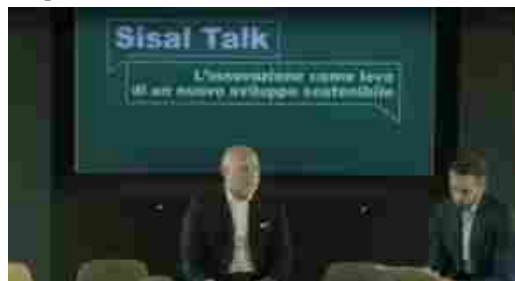 Sisal Talk
L'innovazione come leva
di un nuovo sviluppo sostenibile